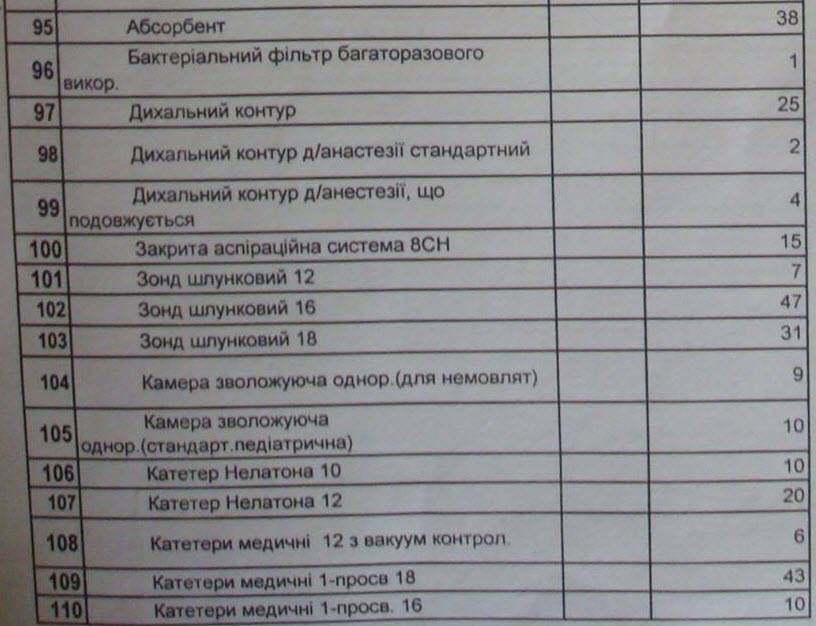 95 Абсорбент 38
96 Бактеріальний фільтр багаторазового 1
викор.
97 Дихальний контур 25
98 Дихальний контур д/анастезії стандартний 2
99 Дихальний контур д/анестезії, що 4
подовжується
100 Закрита аспіраційна система 8CH 15
101 Зонд шлунковий 12 7
102 Зонд шлунковий 16 47
103 Зонд шлунковий 18 31
104 Камера зволожуюча однор.(для немовлят) 9
105 Камера зволожуюча 10
однор.(стандарт.педіатрична)
106 Катетер Нелатона 10 10
107 Катетер Нелатона 12 20
108 Катетери медичні 12 з вакуум контрол. 6
109 Катетери медичні 1-просв 18 43
110 Катетери медичні 1-просв. 16 10